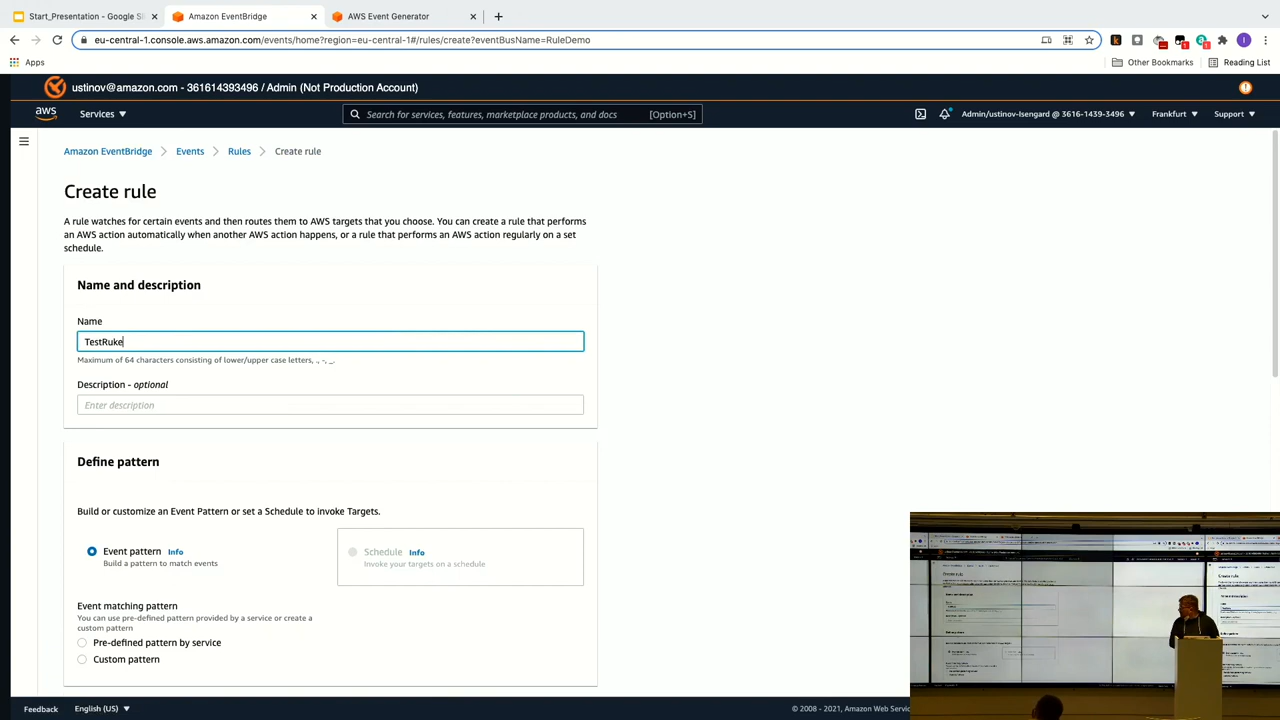 Start_Presentation - Google Sl
Amazon EventBridge
AWS Event Generator
eu-central-1.console.aws.amazon.com/events/home?region=eu-central-1#/rules/create?eventBusName=RuleDemo
Apps
Other Bookmarks
Reading List
ustinov@amazon.com - 361614393496 / Admin (Not Production Account)
aws
Services
Search for services, features, marketplace products, and docs
[Option+S]
Admin/ustinov-Isengard @ 3616-1439-3496
Frankfurt
Support
Amazon EventBridge
Events
Rules
Create rule
Create rule
A rule watches for certain events and then routes them to AWS targets that you choose. You can create a rule that performs
an AWS action automatically when another AWS action happens, or a rule that performs an AWS action regularly on a set
schedule.
Name and description
Name
TestRuke
Maximum of 64 characters consisting of lower/upper case letters, ., -, _.
Description - optional
Enter description
Define pattern
Build or customize an Event Pattern or set a Schedule to invoke Targets.
Event pattern Info
Build a pattern to match events
Schedule Info
Invoke your targets on a schedule
Event matching pattern
You can use pre-defined pattern provided by a service or create a
custom pattern
Pre-defined pattern by service
Custom pattern
Feedback
English (US)
© 2008 - 2021, Amazon Web Servic